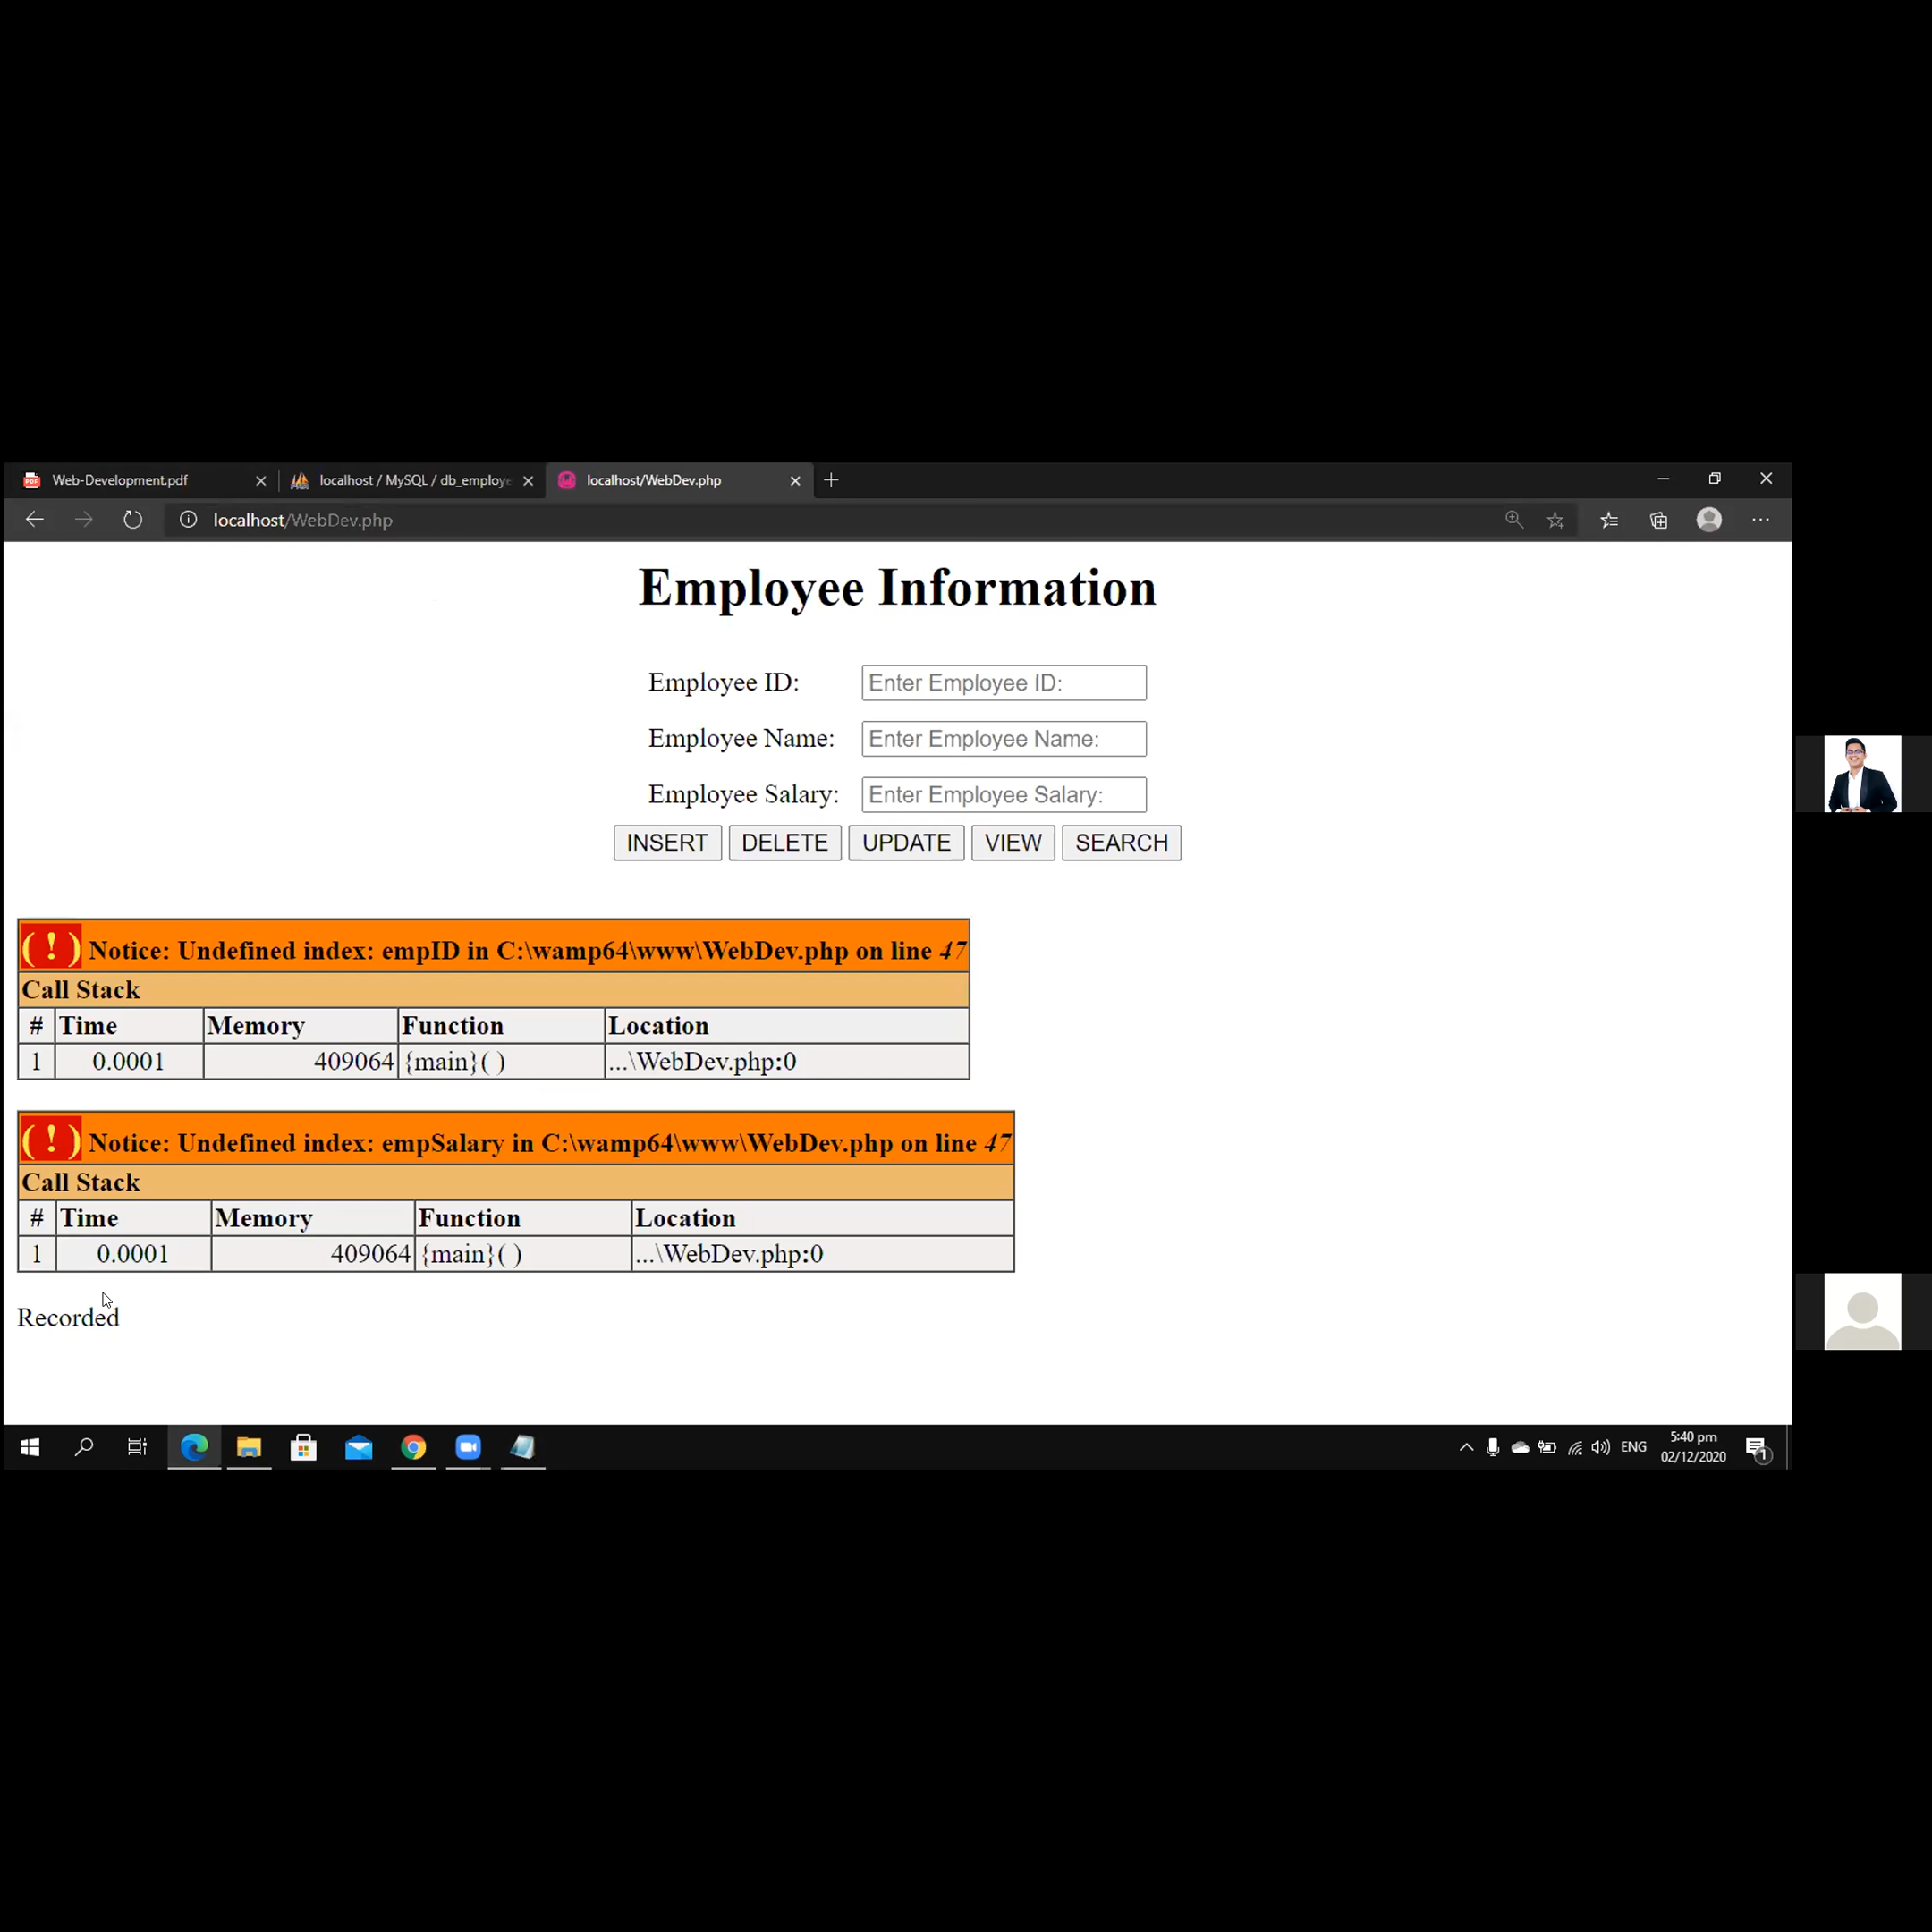 Web-Development.pdf
localhost / MySQL / db_employe
localhost/WebDev.php
localhost/WebDev.php
Employee Information
Employee ID: Enter Employee ID:
Employee Name: Enter Employee Name:
Employee Salary: Enter Employee Salary:
INSERT DELETE UPDATE VIEW SEARCH
( ! ) Notice: Undefined index: empID in C:\wamp64\www\WebDev.php on line 47
Call Stack
# Time Memory Function Location
1 0.0001 409064 {main}( ) ...\WebDev.php:0
( ! ) Notice: Undefined index: empSalary in C:\wamp64\www\WebDev.php on line 47
Call Stack
# Time Memory Function Location
1 0.0001 409064 {main}( ) ...\WebDev.php:0
Recorded
ENG
5:40 pm
02/12/2020
1